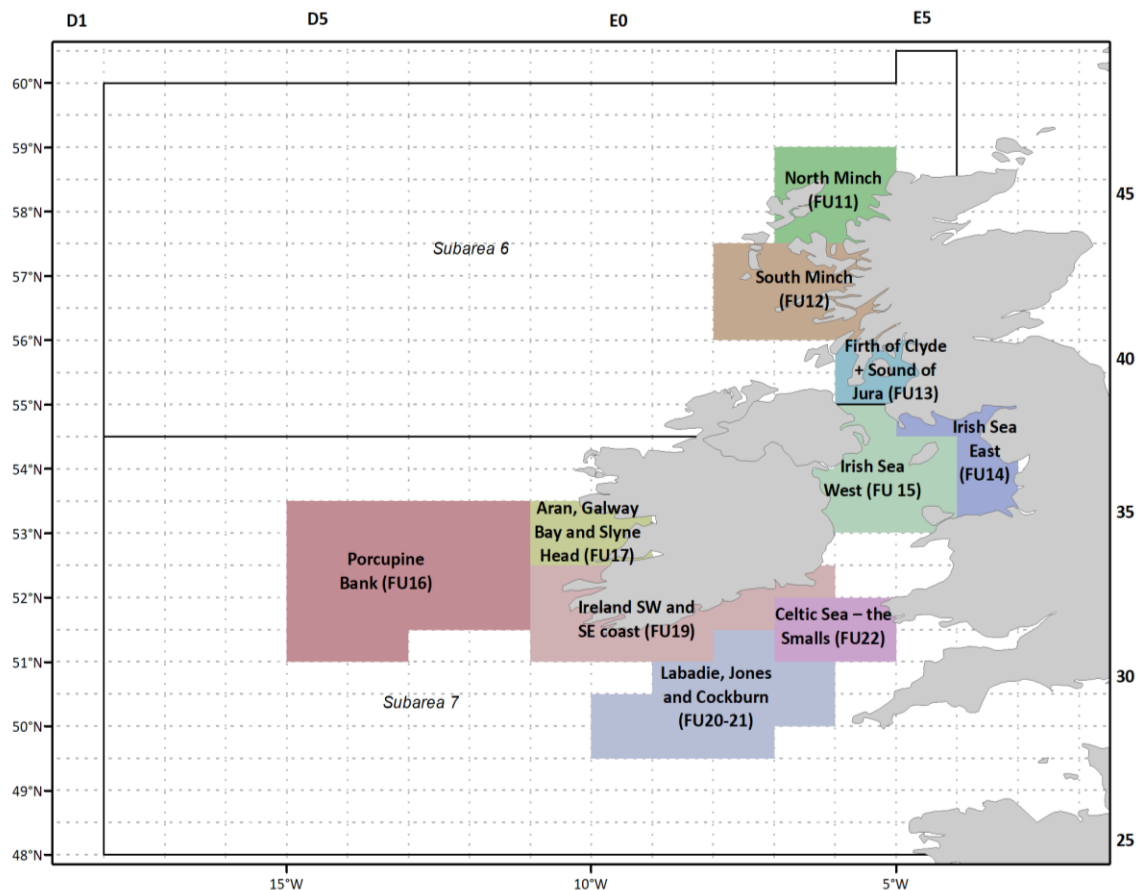 D1 D5 E0 E5
60°N
59°N
North Minch
(FU11)
45
58°N
Subarea 6
57°N
South Minch
(FU12)
56°N
Firth of Clyde
+ Sound of
Jura (FU13)
40
55°N
Irish Sea
East
(FU14)
54°N
Irish Sea
West (FU 15)
Aran, Galway
Bay and Slyne
Head (FU17)
35
53°N
Porcupine
Bank (FU16)
52°N
Ireland SW and
SE coast (FU19)
Celtic Sea – the
Smalls (FU22)
51°N
30
Labadie, Jones
and Cockburn
(FU20-21)
Subarea 7
50°N
49°N
48°N
25
15°W 10°W 5°W